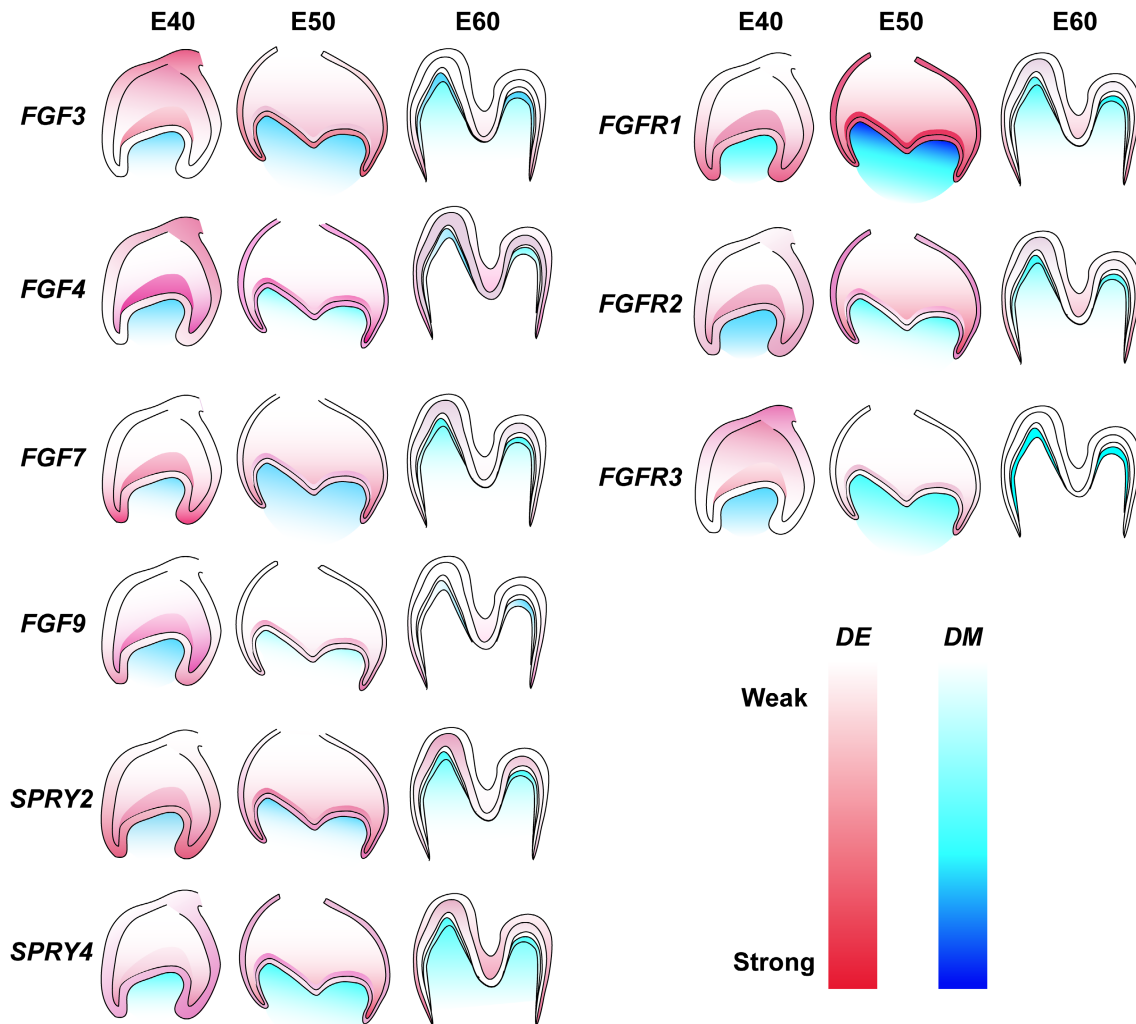 E40 E50 E60 E40 E50 E60
FGF3 FGFR1
FGF4 FGFR2
FGF7 FGFR3
FGF9
DE DM
Weak
SPRY2
SPRY4
Strong